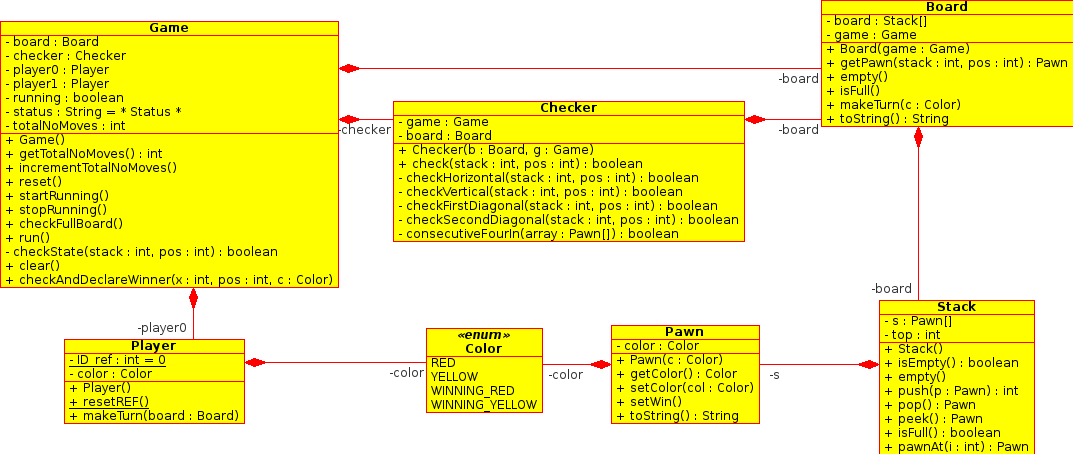 Game
- board : Board
- checker : Checker
- player0 : Player
- player1 : Player
- running : boolean
- status : String = * Status *
- totalNoMoves : int
+ Game()
+ getTotalNoMoves() : int
+ incrementTotalNoMoves()
+ reset()
+ startRunning()
+ stopRunning()
+ checkFullBoard()
+ run()
- checkState(stack : int, pos : int) : boolean
+ clear()
+ checkAndDeclareWinner(x : int, pos : int, c : Color)
-board
-checker
Checker
- game : Game
- board : Board
+ Checker(b : Board, g : Game)
+ check(stack : int, pos : int) : boolean
- checkHorizontal(stack : int, pos : int) : boolean
- checkVertical(stack : int, pos : int) : boolean
- checkFirstDiagonal(stack : int, pos : int) : boolean
- checkSecondDiagonal(stack : int, pos : int) : boolean
- consecutiveFourIn(array : Pawn[]) : boolean
-board
Board
- board : Stack[]
- game : Game
+ Board(game : Game)
+ getPawn(stack : int, pos : int) : Pawn
+ empty()
+ isFull()
+ makeTurn(c : Color)
+ toString() : String
-board
-player0
Player
- ID_ref : int = 0
- color : Color
+ Player()
+ resetREF()
+ makeTurn(board : Board)
-color
«enum»
Color
RED
YELLOW
WINNING_RED
WINNING_YELLOW
-color
Pawn
- color : Color
+ Pawn(c : Color)
+ getColor() : Color
+ setColor(col : Color)
+ setWin()
+ toString() : String
-s
Stack
- s : Pawn[]
- top : int
+ Stack()
+ isEmpty() : boolean
+ empty()
+ push(p : Pawn) : int
+ pop() : Pawn
+ peek() : Pawn
+ isFull() : boolean
+ pawnAt(i : int) : Pawn